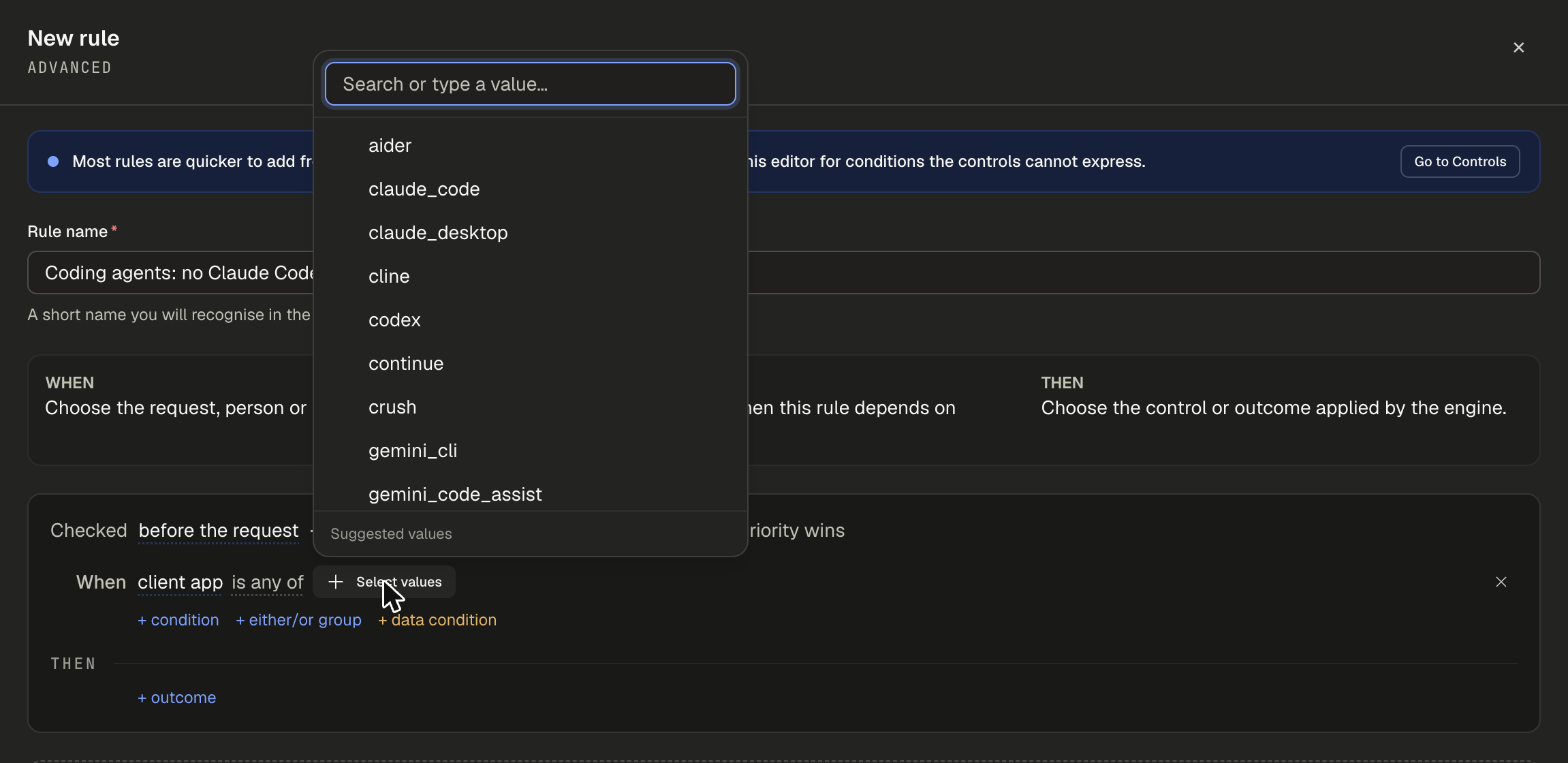 New rule
ADVANCED
Search or type a value...
aider
claude_code
claude_desktop
cline
codex
continue
crush
gemini_cli
gemini_code_assist
Suggested values
Most rules are quicker to add
his editor for conditions the controls cannot express.
Go to Controls
Rule name*
Coding agents: no Claude Code
A short name you will recognise in the
WHEN
Choose the request, person or
hen this rule depends on
THEN
Choose the control or outcome applied by the engine.
Checked before the request
riority wins
When client app is any of + Select values
+ condition + either/or group + data condition
THEN
+ outcome